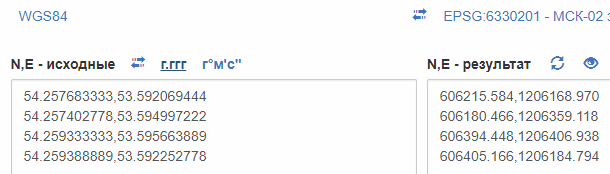 WGS84 EPSG:6330201 - МСК-02 з
N,E - исходные г.ггг г°м'с" N,E - результат
54.257683333,53.592069444 606215.584,1206168.970
54.257402778,53.594997222 606180.466,1206359.118
54.259333333,53.595663889 606394.448,1206406.938
54.259388889,53.592252778 606405.166,1206184.794